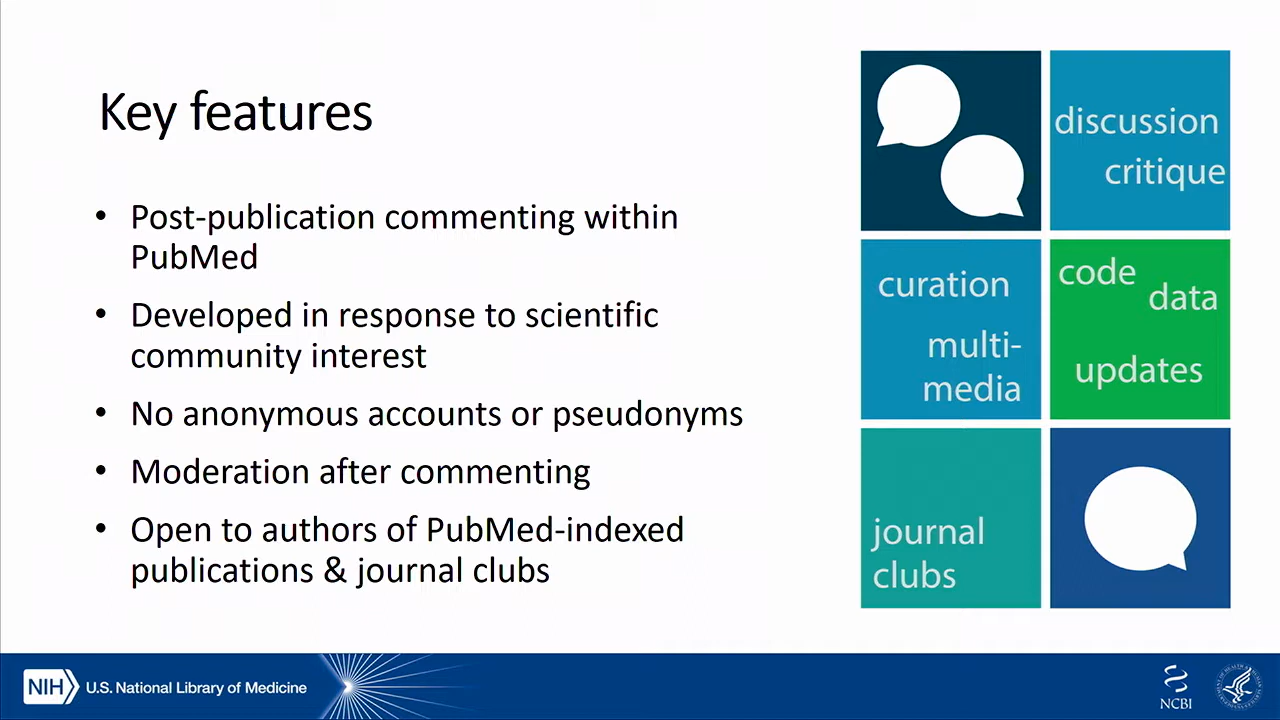 Key features
• Post-publication commenting within
PubMed
• Developed in response to scientific
community interest
• No anonymous accounts or pseudonyms
• Moderation after commenting
• Open to authors of PubMed-indexed
publications & journal clubs
discussion
critique
curation
multi-
media
code
data
updates
journal
clubs
NIH U.S. National Library of Medicine
NCBI